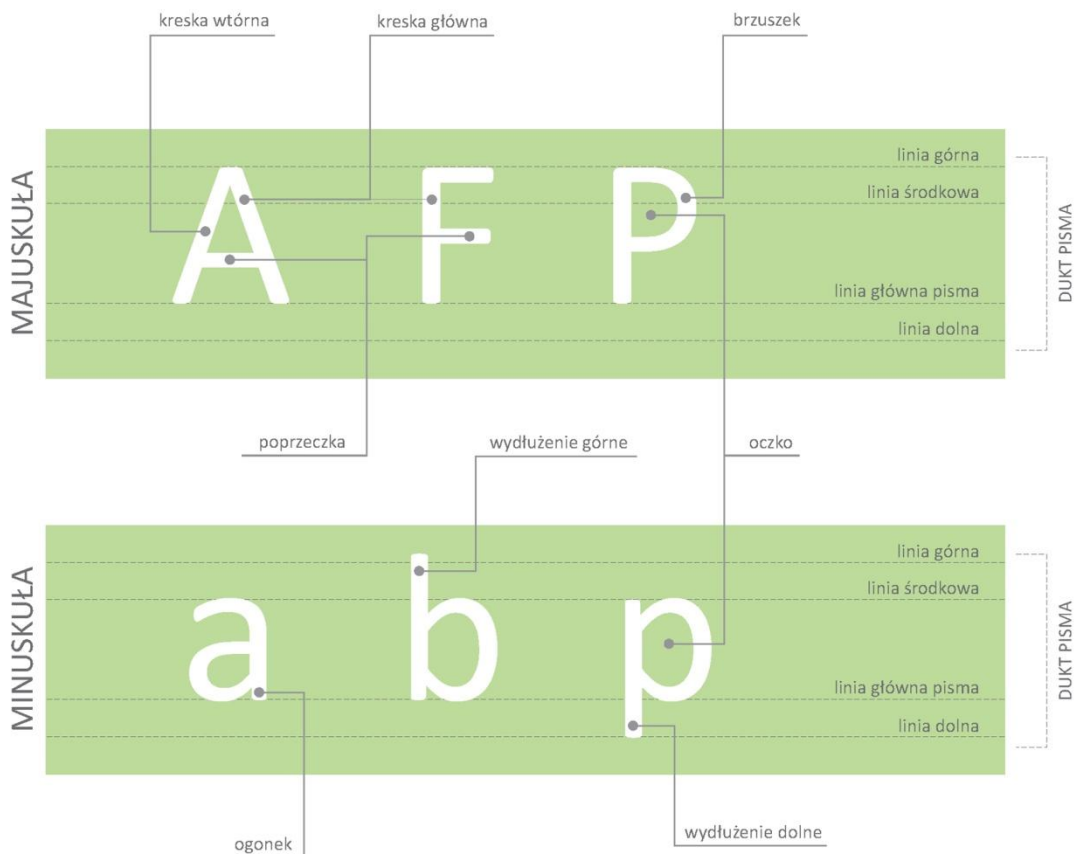 kreska wtórna
kreska główna
brzuszek
MAJUSKUŁA
A F P
linia górna
linia środkowa
linia główna pisma
linia dolna
DUKT PISMA
poprzeczka
wydłużenie górne
oczko
MINUSKUŁA
a b p
linia górna
linia środkowa
linia główna pisma
linia dolna
DUKT PISMA
ogonek
wydłużenie dolne